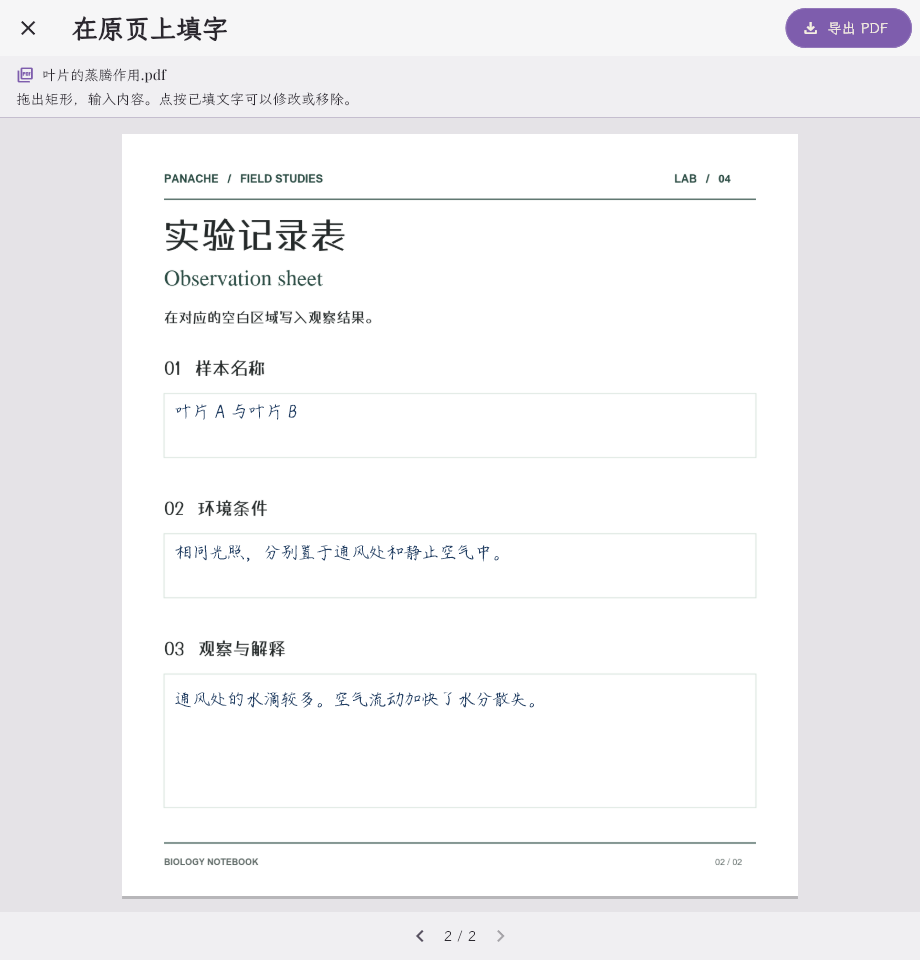 在原页上填字
导出 PDF
叶片的蒸腾作用.pdf
拖出矩形，输入内容。点按已填文字可以修改或移除。
PANACHE / FIELD STUDIES
LAB / 04
实验记录表
Observation sheet
在对应的空白区域写入观察结果。
01 样本名称
叶片 A 与叶片 B
02 环境条件
相同光照，分别置于通风处和静止空气中。
03 观察与解释
通风处的水滴较多。空气流动加快了水分散失。
BIOLOGY NOTEBOOK
02 / 02
2 / 2